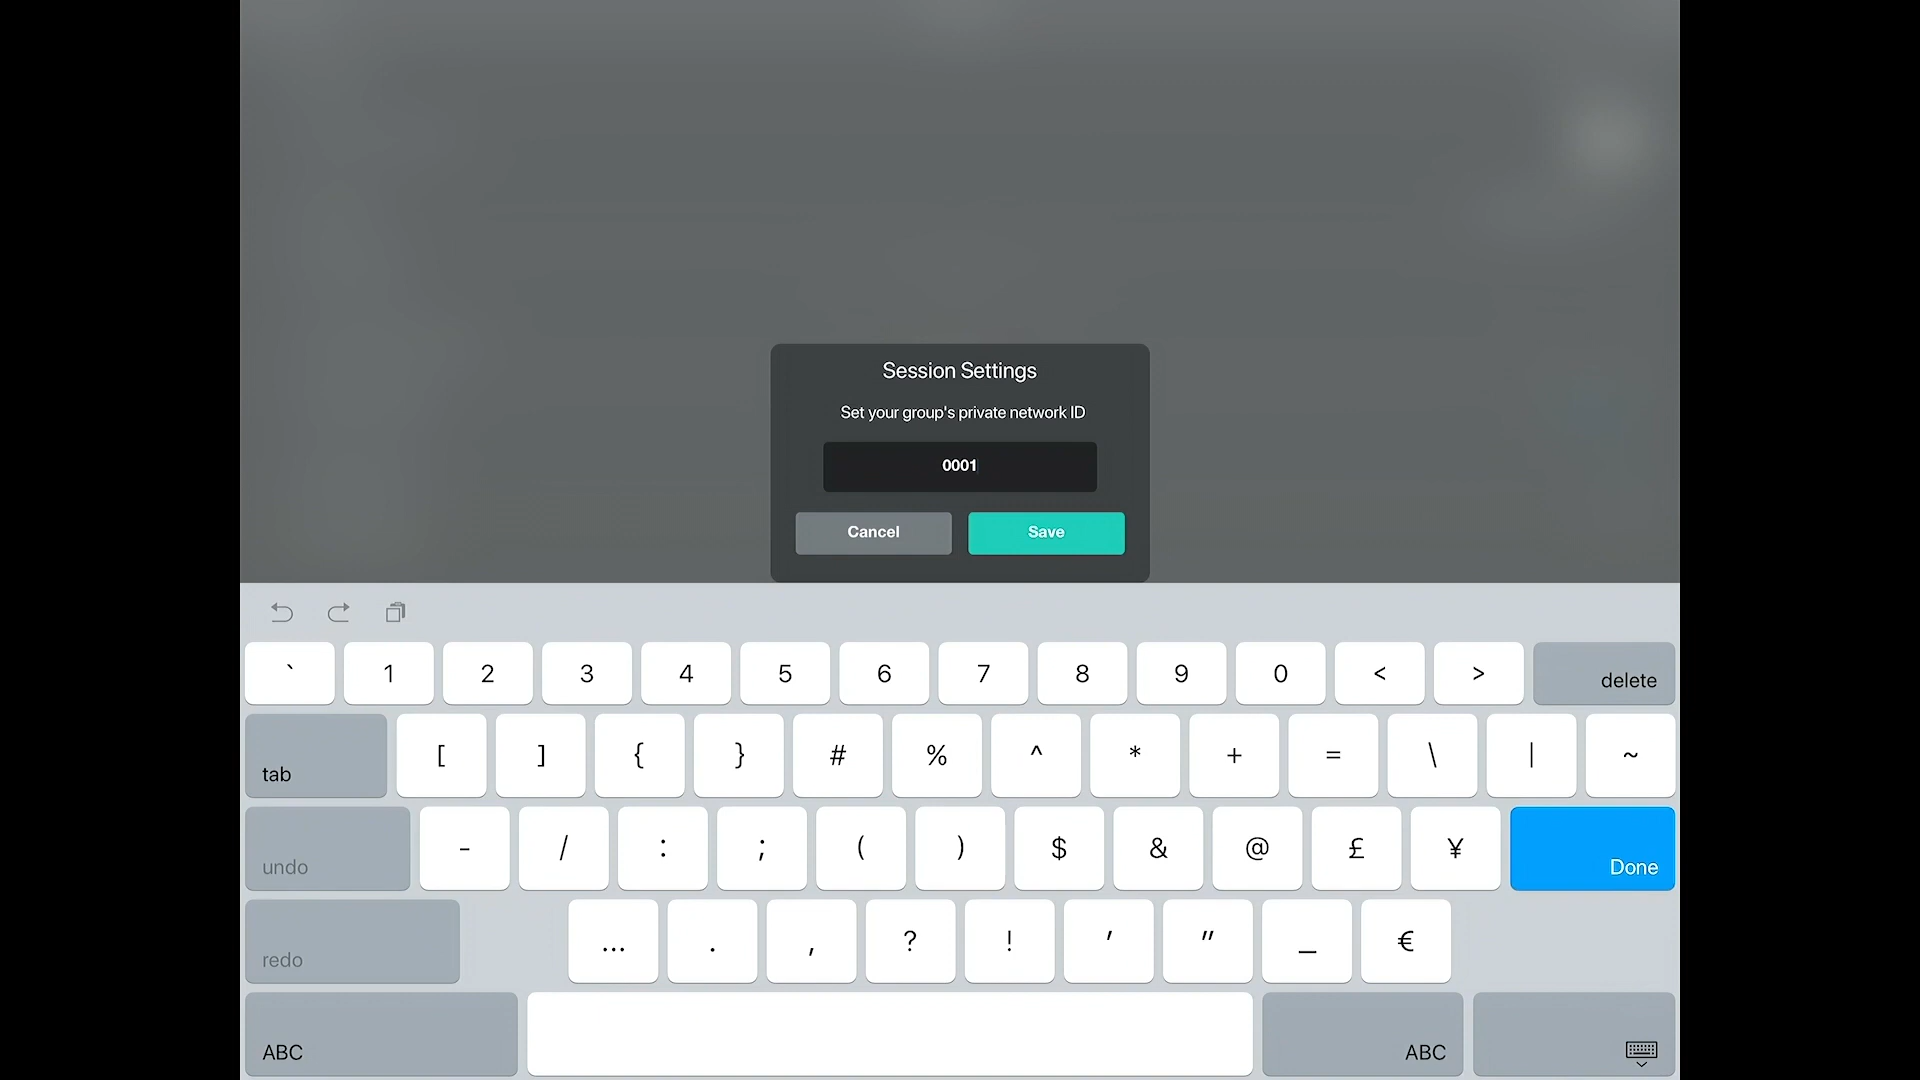 Session Settings
Set your group's private network ID
0001
Cancel Save
` 1 2 3 4 5 6 7 8 9 0 < > delete
tab [ ] { } # % ^ * + = \ | ~
undo - / : ; ( ) $ & @ £ ¥ Done
redo ... . , ? ! ' " _ €
ABC ABC